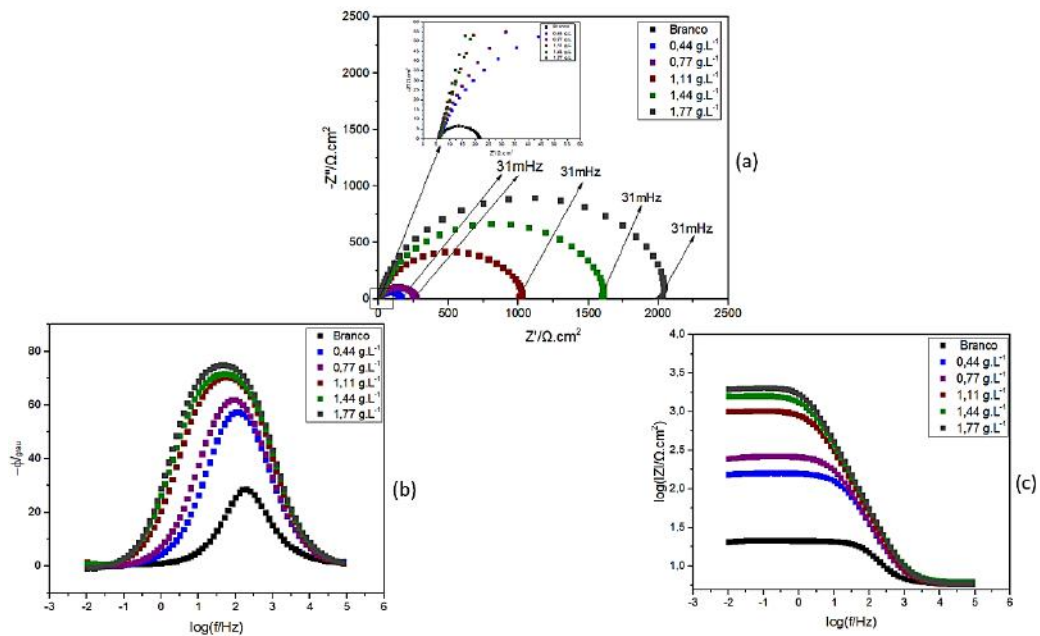 2500
2000
1500
1000
500
0
-Z"/Ω.cm²
0 500 1000 1500 2000 2500
Z'/Ω.cm²
Branco
0,44 g.L⁻¹
0,77 g.L⁻¹
1,11 g.L⁻¹
1,44 g.L⁻¹
1,77 g.L⁻¹
31mHz
31mHz
31mHz
31mHz
(a)
80
60
40
20
0
-3 -2 -1 0 1 2 3 4 5 6
log(f/Hz)
Branco
0,44 g.L⁻¹
0,77 g.L⁻¹
1,11 g.L⁻¹
1,44 g.L⁻¹
1,77 g.L⁻¹
(b)
4,0
3,5
3,0
2,5
2,0
1,5
1,0
log(|Z|/Ω.cm²)
-3 -2 -1 0 1 2 3 4 5 6
log(f/Hz)
Branco
0,44 g.L⁻¹
0,77 g.L⁻¹
1,11 g.L⁻¹
1,44 g.L⁻¹
1,77 g.L⁻¹
(c)